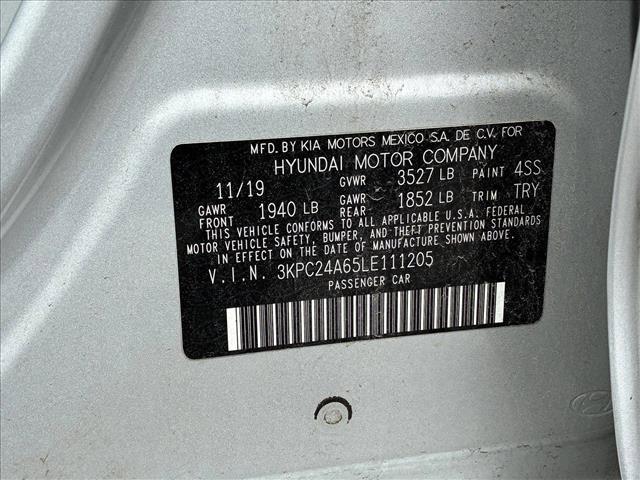 MFD. BY KIA MOTORS MEXICO S.A. DE C.V. FOR
HYUNDAI MOTOR COMPANY
11/19 GVWR 3527 LB PAINT 4SS
GAWR FRONT 1940 LB GAWR REAR 1852 LB TRIM TRY
THIS VEHICLE CONFORMS TO ALL APPLICABLE U.S.A. FEDERAL
MOTOR VEHICLE SAFETY, BUMPER, AND THEFT PREVENTION STANDARDS
IN EFFECT ON THE DATE OF MANUFACTURE SHOWN ABOVE.
V.I.N. 3KPC24A65LE111205
PASSENGER CAR